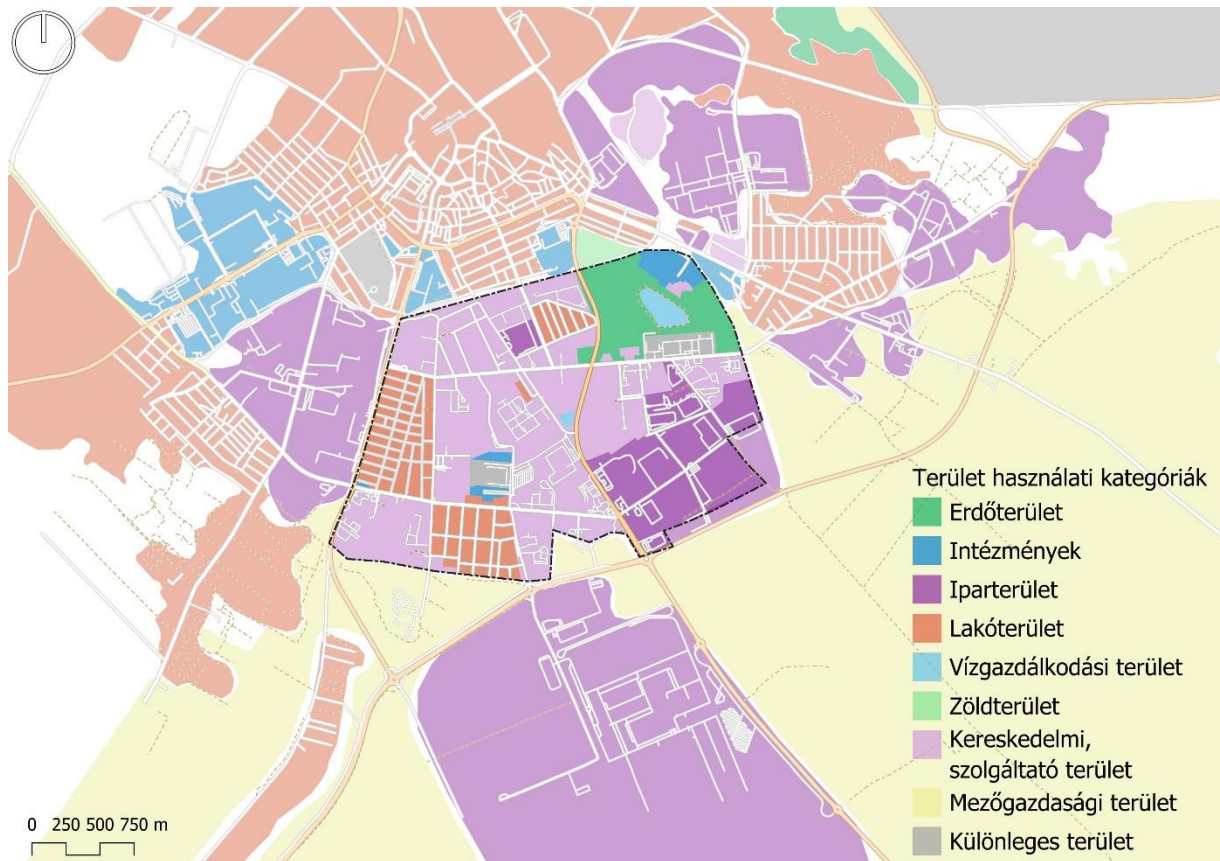 Terület használati kategóriák
Erdőterület
Intézmények
Iparterület
Lakóterület
Vízgazdálkodási terület
Zöldterület
Kereskedelmi,
szolgáltató terület
Mezőgazdasági terület
Különleges terület
0 250 500 750 m